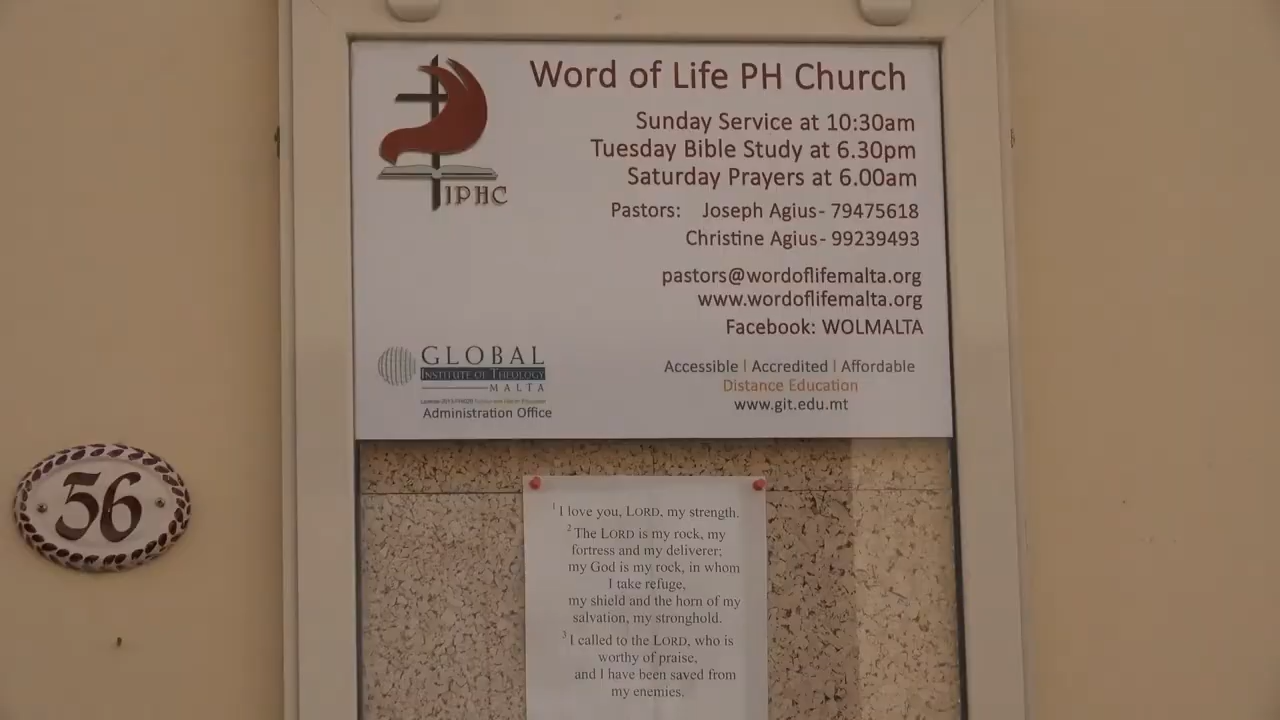 Word of Life PH Church
Sunday Service at 10:30am
Tuesday Bible Study at 6.30pm
Saturday Prayers at 6.00am
IPHC
Pastors: Joseph Agius- 79475618
Christine Agius- 99239493
pastors@wordoflifemalta.org
www.wordoflifemalta.org
Facebook: WOLMALTA
GLOBAL
INSTITUTE OF THEOLOGY
MALTA
Administration Office
Accessible | Accredited | Affordable
Distance Education
www.git.edu.mt
56
1 I love you, LORD, my strength.
2 The LORD is my rock, my
fortress and my deliverer;
my God is my rock, in whom
I take refuge,
my shield and the horn of my
salvation, my stronghold.
3 I called to the LORD, who is
worthy of praise,
and I have been saved from
my enemies.